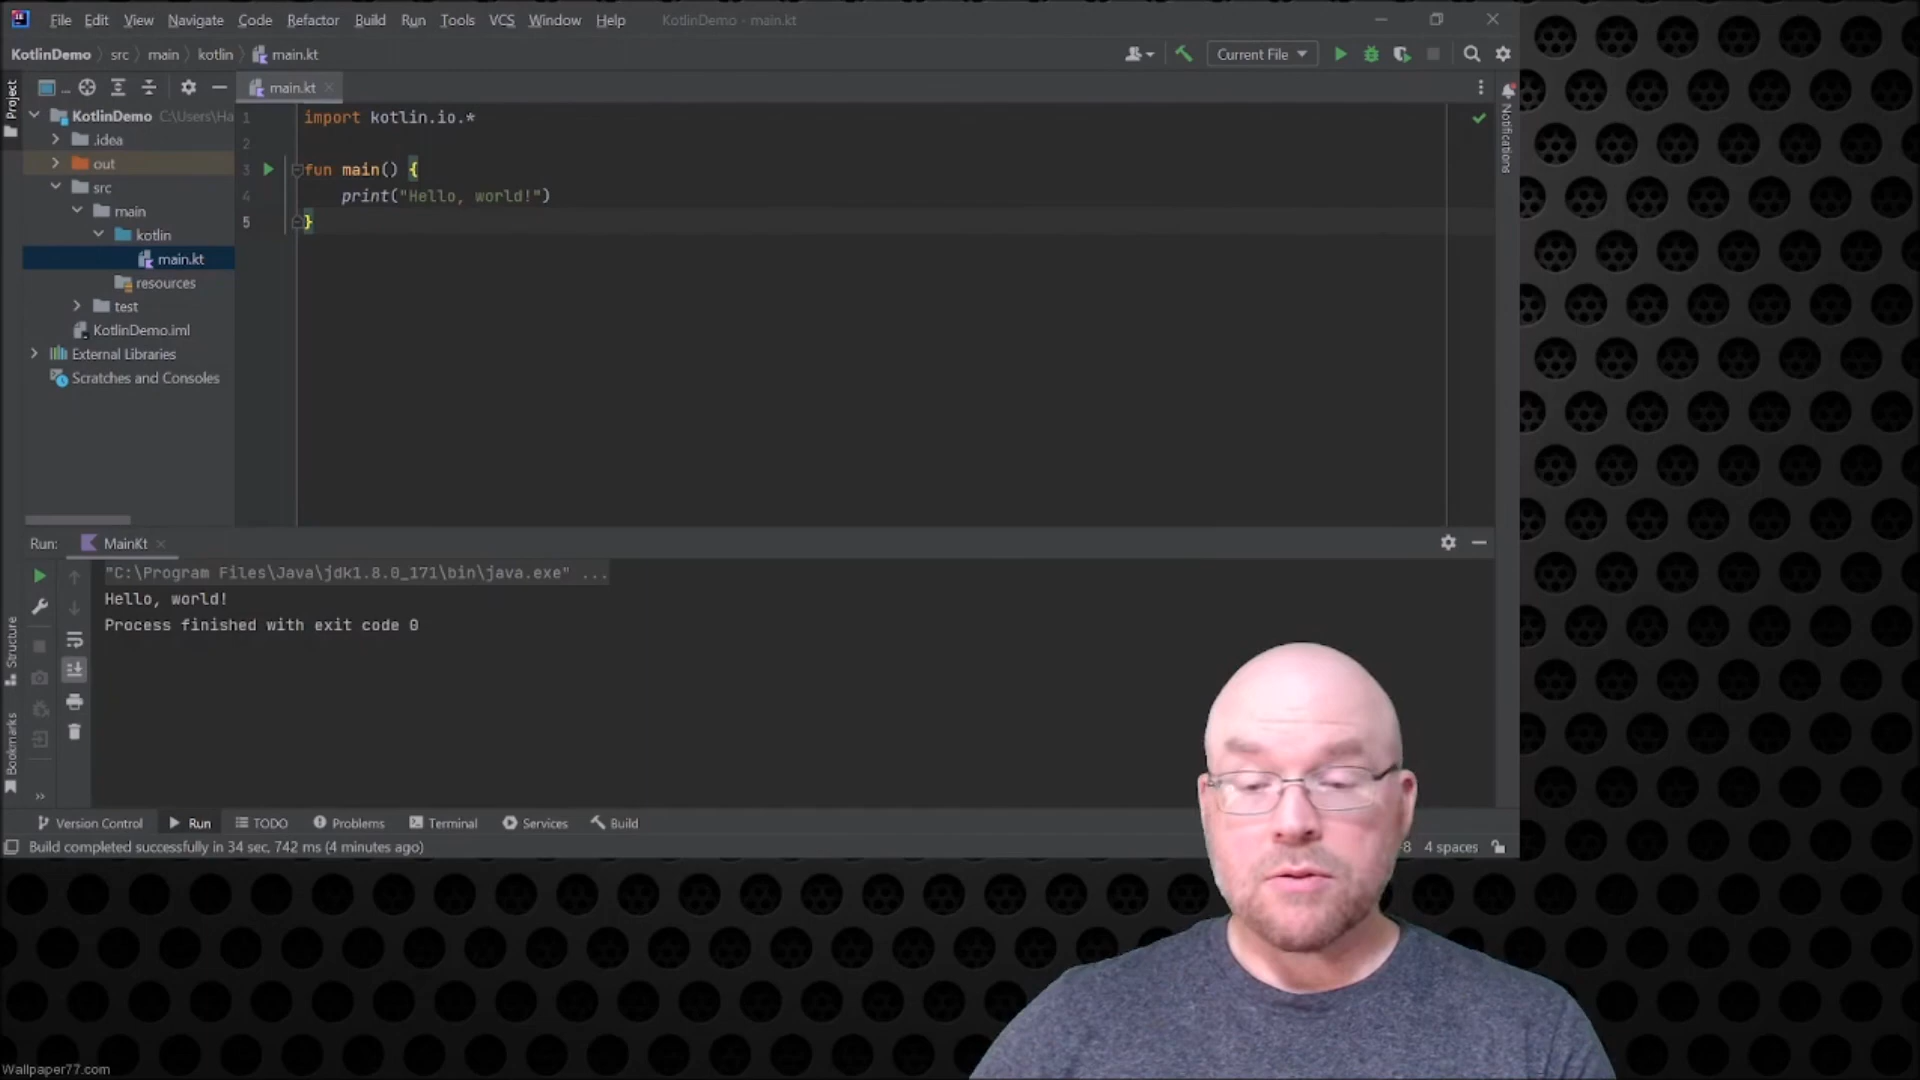 File Edit View Navigate Code Refactor Build Run Tools VCS Window Help KotlinDemo - main.kt
KotlinDemo src main kotlin main.kt
Current File
Project
...
main.kt
KotlinDemo C:\Users\Ha
.idea
out
src
main
kotlin
main.kt
resources
test
KotlinDemo.iml
External Libraries
Scratches and Consoles
1 import kotlin.io.*
2
3 fun main() {
4 print("Hello, world!")
5 }
Notifications
Run: MainKt
"C:\Program Files\Java\jdk1.8.0_171\bin\java.exe" ...
Hello, world!
Process finished with exit code 0
Structure
Bookmarks
Version Control Run TODO Problems Terminal Services Build
Build completed successfully in 34 sec, 742 ms (4 minutes ago)
-8 4 spaces
Wallpaper77.com